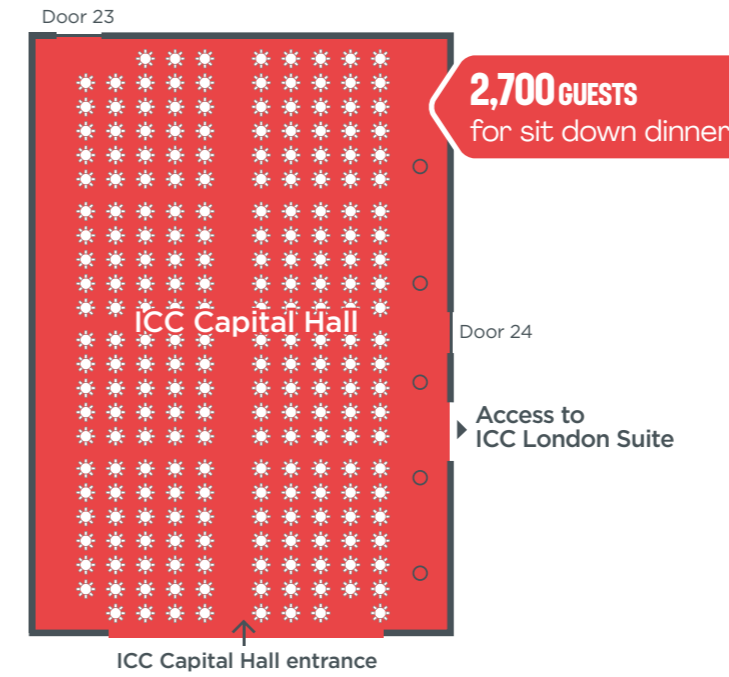 Door 23
2,700 GUESTS
for sit down dinner
ICC Capital Hall
Door 24
Access to
ICC London Suite
ICC Capital Hall entrance